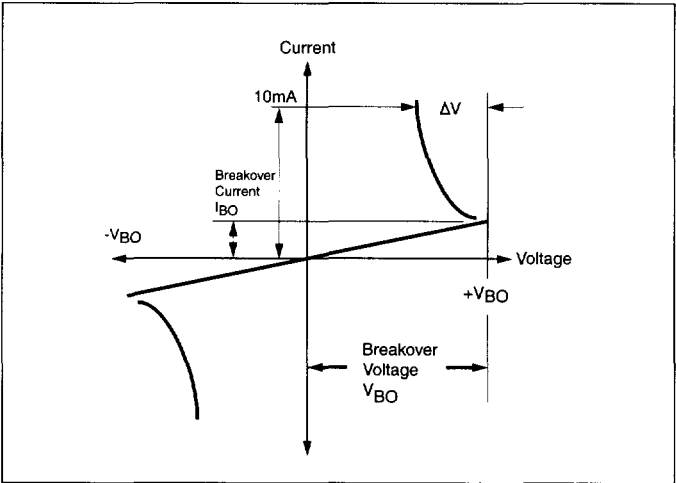 Current
10mA
ΔV
Breakover
Current
IBO
-VBO
Voltage
+VBO
Breakover
Voltage
VBO